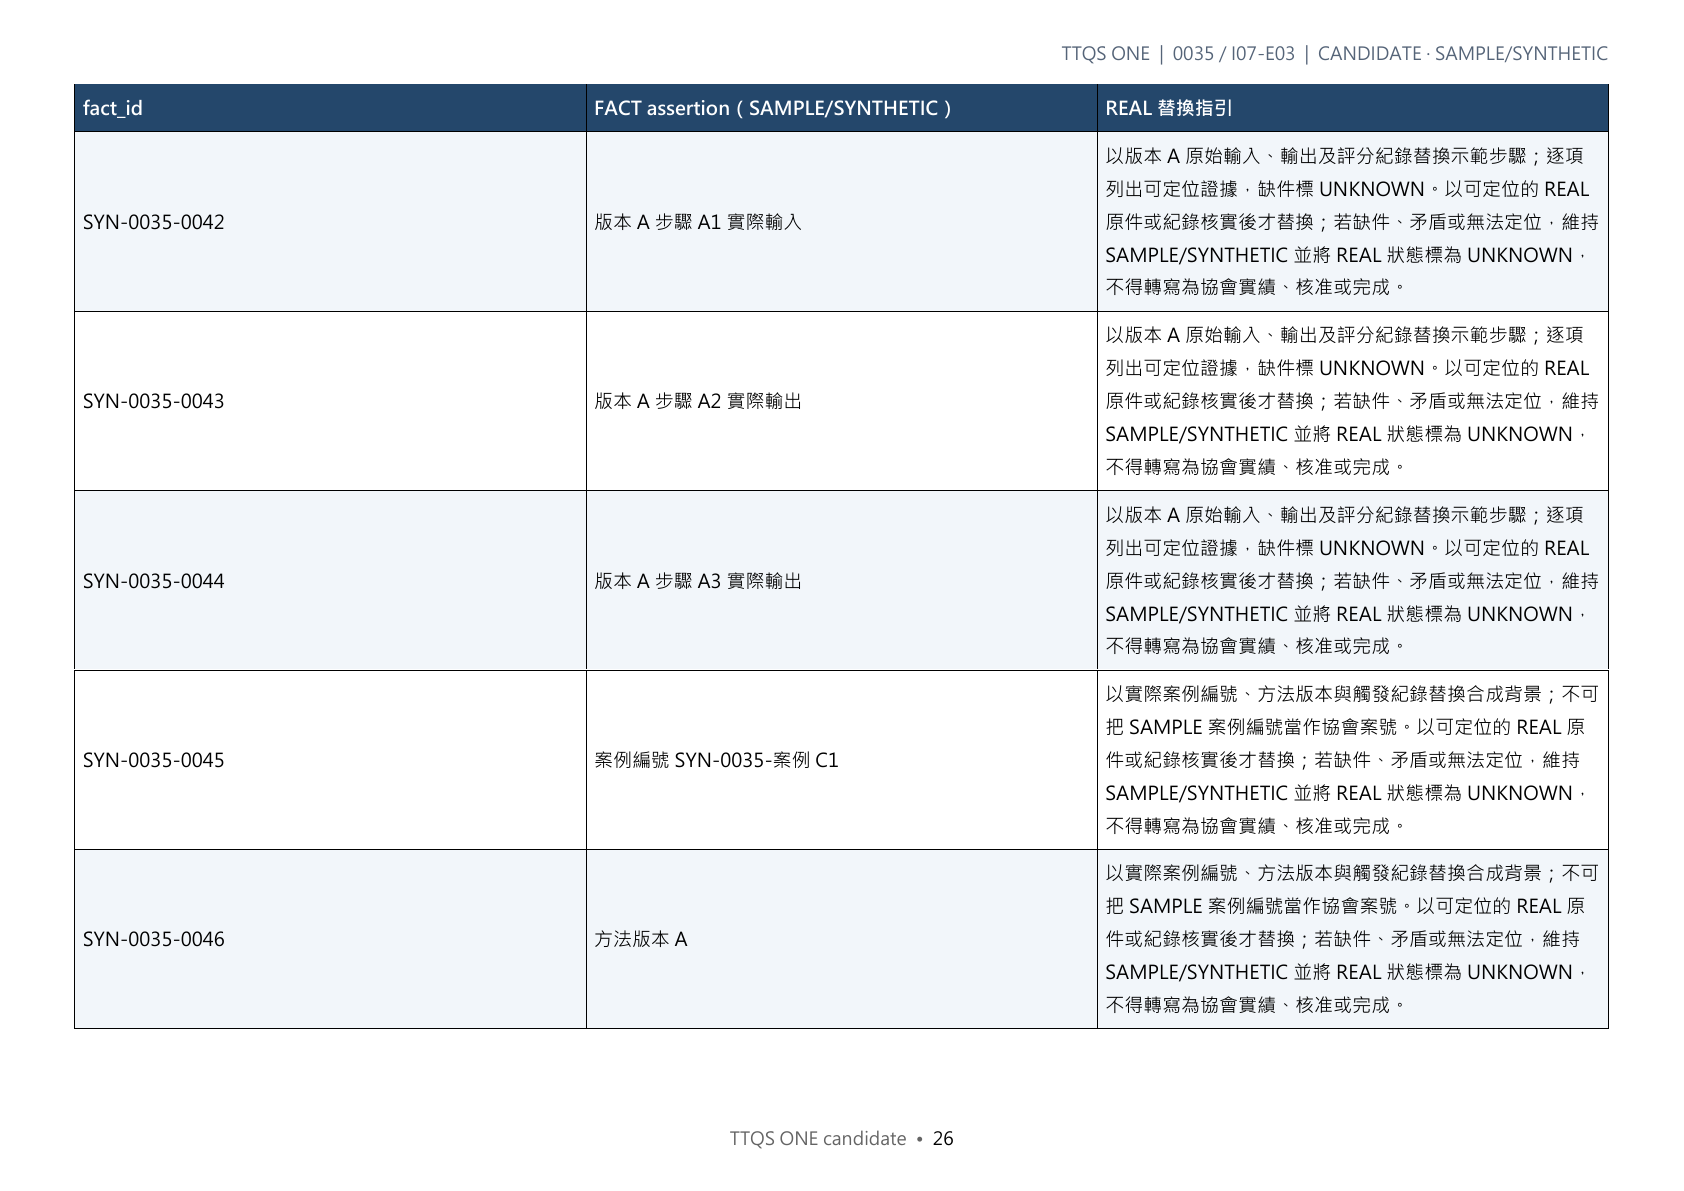 TTQS ONE | 0035 / I07-E03 | CANDIDATE · SAMPLE/SYNTHETIC
fact_id
FACT assertion（SAMPLE/SYNTHETIC）
REAL 替換指引
SYN-0035-0042
版本 A 步驟 A1 實際輸入
以版本 A 原始輸入、輸出及評分紀錄替換示範步驟；逐項
列出可定位證據，缺件標 UNKNOWN。以可定位的 REAL
原件或紀錄核實後才替換；若缺件、矛盾或無法定位，維持
SAMPLE/SYNTHETIC 並將 REAL 狀態標為 UNKNOWN，
不得轉寫為協會實績、核准或完成。
SYN-0035-0043
版本 A 步驟 A2 實際輸出
以版本 A 原始輸入、輸出及評分紀錄替換示範步驟；逐項
列出可定位證據，缺件標 UNKNOWN。以可定位的 REAL
原件或紀錄核實後才替換；若缺件、矛盾或無法定位，維持
SAMPLE/SYNTHETIC 並將 REAL 狀態標為 UNKNOWN，
不得轉寫為協會實績、核准或完成。
SYN-0035-0044
版本 A 步驟 A3 實際輸出
以版本 A 原始輸入、輸出及評分紀錄替換示範步驟；逐項
列出可定位證據，缺件標 UNKNOWN。以可定位的 REAL
原件或紀錄核實後才替換；若缺件、矛盾或無法定位，維持
SAMPLE/SYNTHETIC 並將 REAL 狀態標為 UNKNOWN，
不得轉寫為協會實績、核准或完成。
SYN-0035-0045
案例編號 SYN-0035-案例 C1
以實際案例編號、方法版本與觸發紀錄替換合成背景；不可
把 SAMPLE 案例編號當作協會案號。以可定位的 REAL 原
件或紀錄核實後才替換；若缺件、矛盾或無法定位，維持
SAMPLE/SYNTHETIC 並將 REAL 狀態標為 UNKNOWN，
不得轉寫為協會實績、核准或完成。
SYN-0035-0046
方法版本 A
以實際案例編號、方法版本與觸發紀錄替換合成背景；不可
把 SAMPLE 案例編號當作協會案號。以可定位的 REAL 原
件或紀錄核實後才替換；若缺件、矛盾或無法定位，維持
SAMPLE/SYNTHETIC 並將 REAL 狀態標為 UNKNOWN，
不得轉寫為協會實績、核准或完成。
TTQS ONE candidate • 26